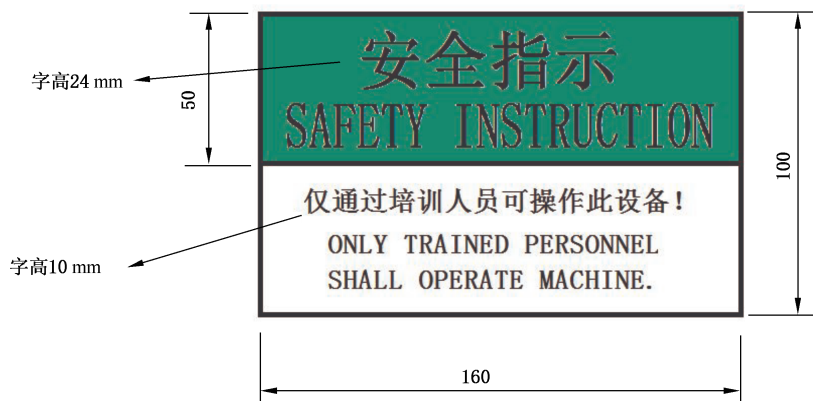 安全指示
SAFETY INSTRUCTION
字高24 mm
50
100
仅通过培训人员可操作此设备！
ONLY TRAINED PERSONNEL
SHALL OPERATE MACHINE.
字高10 mm
160